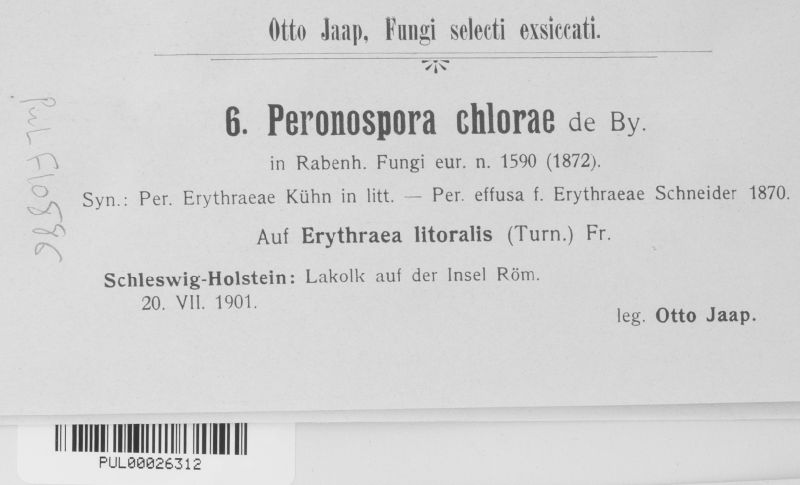 Otto Jaap, Fungi selecti exsiccati.
6. Peronospora chlorae de By.
in Rabenh. Fungi eur. n. 1590 (1872).
Syn.: Per. Erythraeae Kühn in litt. — Per. effusa f. Erythraeae Schneider 1870.
Auf Erythraea litoralis (Turn.) Fr.
Schleswig-Holstein: Lakolk auf der Insel Röm.
20. VII. 1901.
leg. Otto Jaap.
PUL F10886
PUL00026312